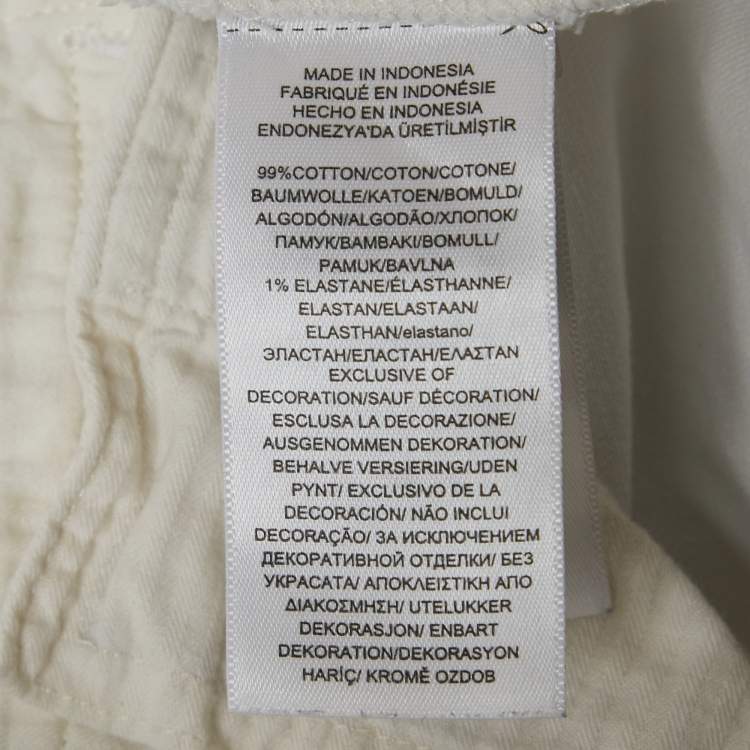 MADE IN INDONESIA
FABRIQUÉ EN INDONÉSIE
HECHO EN INDONESIA
ENDONEZYA'DA ÜRETİLMİŞTİR
99%COTTON/COTON/COTONE/
BAUMWOLLE/KATOEN/BOMULD/
ALGODÓN/ALGODÃO/ХЛОПОК/
ПАМУК/ΒΑΜΒΑΚΙ/BOMULL/
PAMUK/BAVLNA
1% ELASTANE/ÉLASTHANNE/
ELASTAN/ELASTAAN/
ELASTHAN/elastano/
ЭЛАСТАН/ЕЛАСТАН/ΕΛΑΣΤΑΝ
EXCLUSIVE OF
DECORATION/SAUF DÉCORATION/
ESCLUSA LA DECORAZIONE/
AUSGENOMMEN DEKORATION/
BEHALVE VERSIERING/UDEN
PYNT/ EXCLUSIVO DE LA
DECORACIÓN/ NÃO INCLUI
DECORAÇÃO/ ЗА ИСКЛЮЧЕНИЕМ
ДЕКОРАТИВНОЙ ОТДЕЛКИ/ БЕЗ
УКРАСАТА/ ΑΠΟΚΛΕΙΣΤΙΚΗ ΑΠΟ
ΔΙΑΚΟΣΜΗΣΗ/ UTELUKKER
DEKORASJON/ ENBART
DEKORATION/DEKORASYON
HARİÇ/ KROMĚ OZDOB